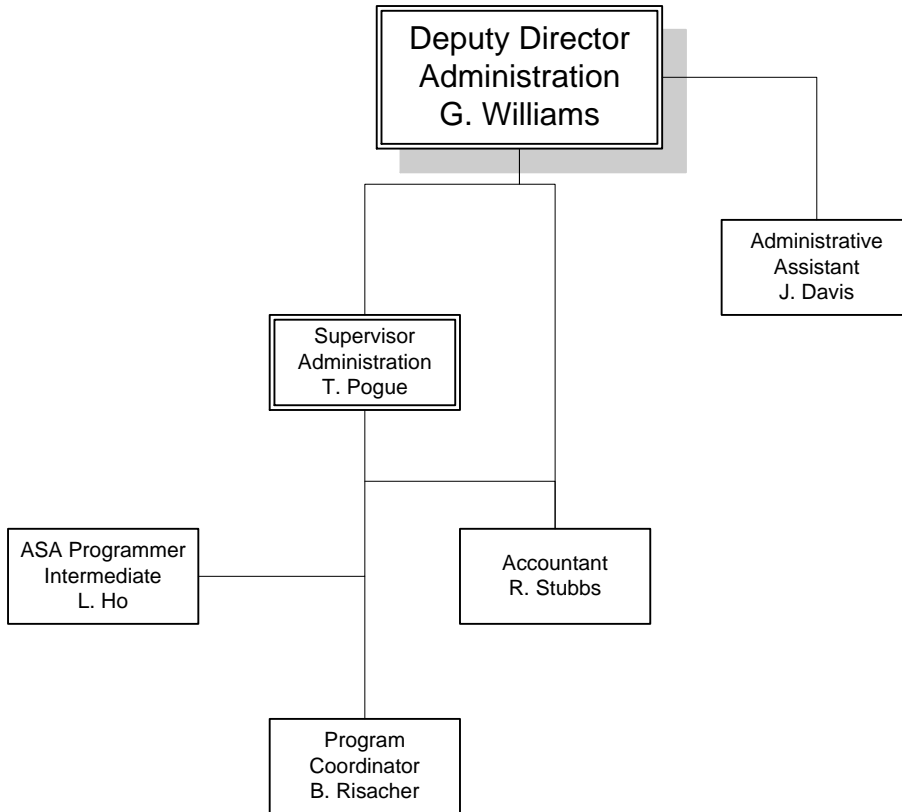 Deputy Director
Administration
G. Williams
Administrative
Assistant
J. Davis
Supervisor
Administration
T. Pogue
ASA Programmer
Intermediate
L. Ho
Accountant
R. Stubbs
Program
Coordinator
B. Risacher